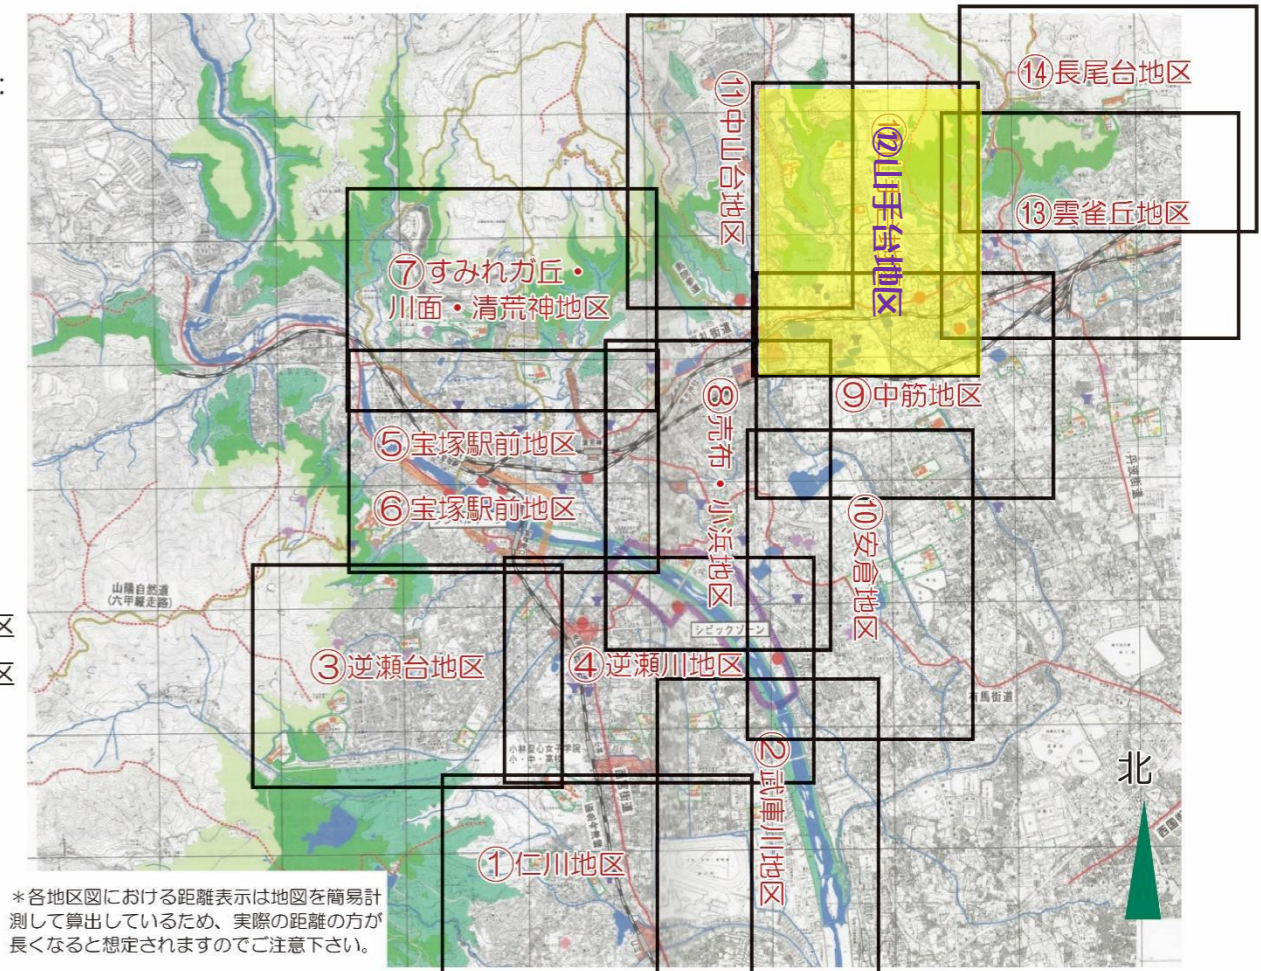 :
⑭長尾台地区
⑪中山台地区
⑫山手台地区
⑬雲雀丘地区
⑦すみれガ丘・
川面・清荒神地区
⑨中筋地区
⑧売布・小浜地区
⑤宝塚駅前地区
⑥宝塚駅前地区
⑩安倉地区
山陽自然道
(六甲縦走路)
シビックゾーン
区
区
③逆瀬台地区
④逆瀬川地区
有馬街道
小林聖心女子学院
小・中・高校
②武庫川地区
北
①仁川地区
＊各地区図における距離表示は地図を簡易計
測して算出しているため、実際の距離の方が
長くなると想定されますのでご注意下さい。